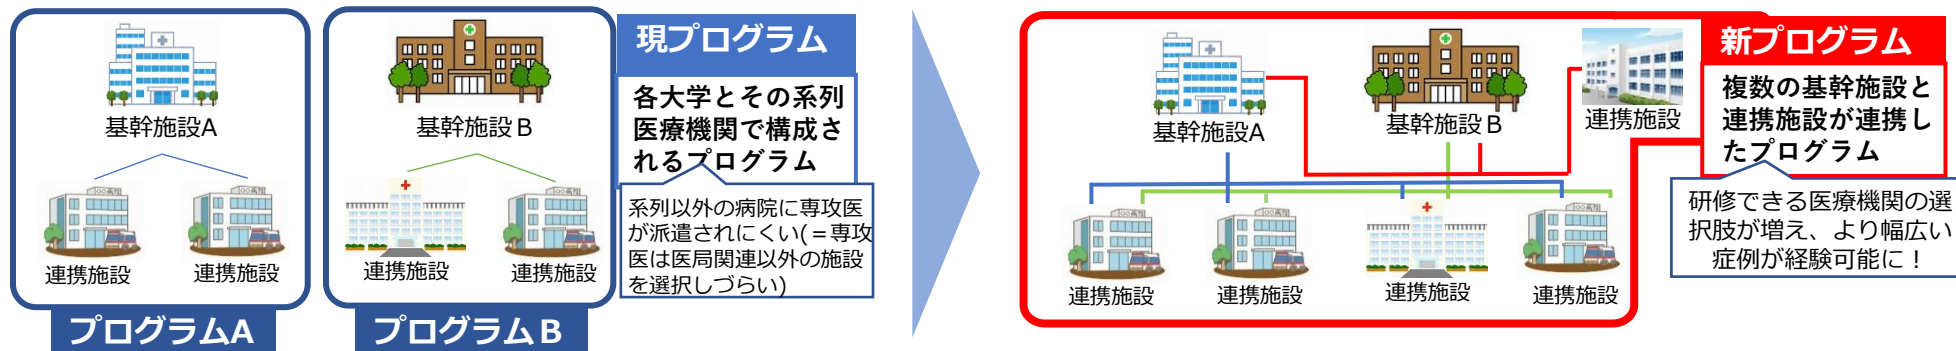 基幹施設A
連携施設
連携施設
プログラムA
基幹施設B
連携施設
連携施設
プログラムB
現プログラム
各大学とその系列
医療機関で構成さ
れるプログラム
系列以外の病院に専攻医
が派遣されにくい(=専攻
医は医局関連以外の施設
を選択しづらい)
基幹施設A
基幹施設B
連携施設
連携施設
連携施設
連携施設
連携施設
新プログラム
複数の基幹施設と
連携施設が連携し
たプログラム
研修できる医療機関の選
択肢が増え、より幅広い
症例が経験可能に！